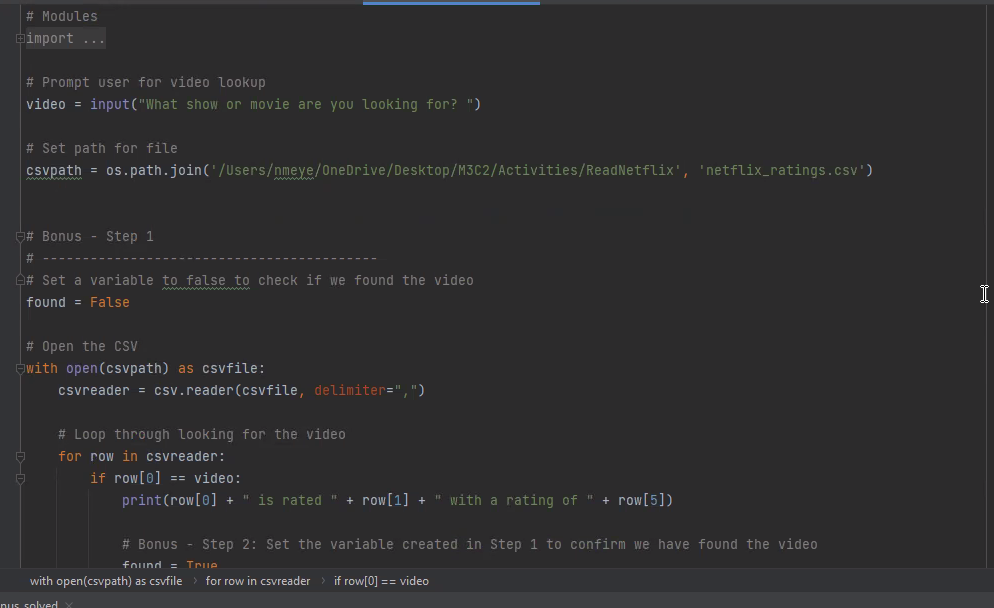 # Modules
import ...
# Prompt user for video lookup
video = input("What show or movie are you looking for? ")
# Set path for file
csvpath = os.path.join('/Users/nmeye/OneDrive/Desktop/M3C2/Activities/ReadNetflix', 'netflix_ratings.csv')
# Bonus - Step 1
# ------------------------------------------
# Set a variable to false to check if we found the video
found = False
# Open the CSV
with open(csvpath) as csvfile:
csvreader = csv.reader(csvfile, delimiter=",")
# Loop through looking for the video
for row in csvreader:
if row[0] == video:
print(row[0] + " is rated " + row[1] + " with a rating of " + row[5])
# Bonus - Step 2: Set the variable created in Step 1 to confirm we have found the video
found = True
with open(csvpath) as csvfile › for row in csvreader › if row[0] == video
nus_solved ×